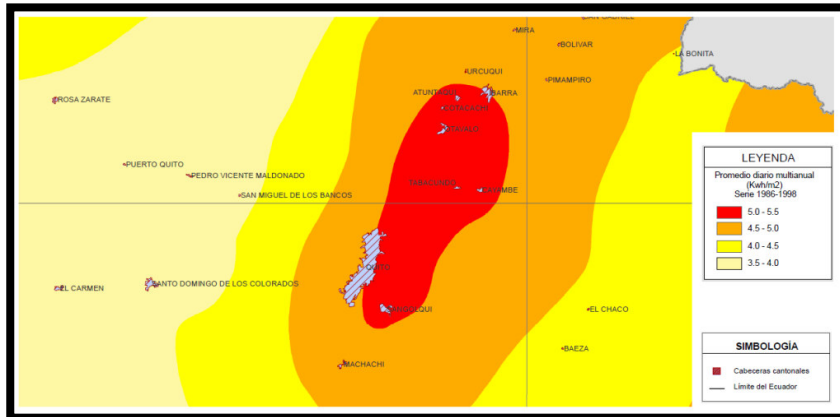 SAN GABRIEL
MIRA
BOLIVAR
LA BONITA
URCUQUI
PIMAMPIRO
ATUNTAQUI
IBARRA
ROSA ZARATE
COTACACHI
OTAVALO
PUERTO QUITO
PEDRO VICENTE MALDONADO
TABACUNDO
CAYAMBE
SAN MIGUEL DE LOS BANCOS
QUITO
SANTO DOMINGO DE LOS COLORADOS
EL CARMEN
SANGOLQUI
EL CHACO
BAEZA
MACHACHI
LEYENDA
Promedio diario multianual
(Kwh/m2)
Serie 1986-1998
5.0 - 5.5
4.5 - 5.0
4.0 - 4.5
3.5 - 4.0
SIMBOLOGÍA
Cabeceras cantonales
Límite del Ecuador